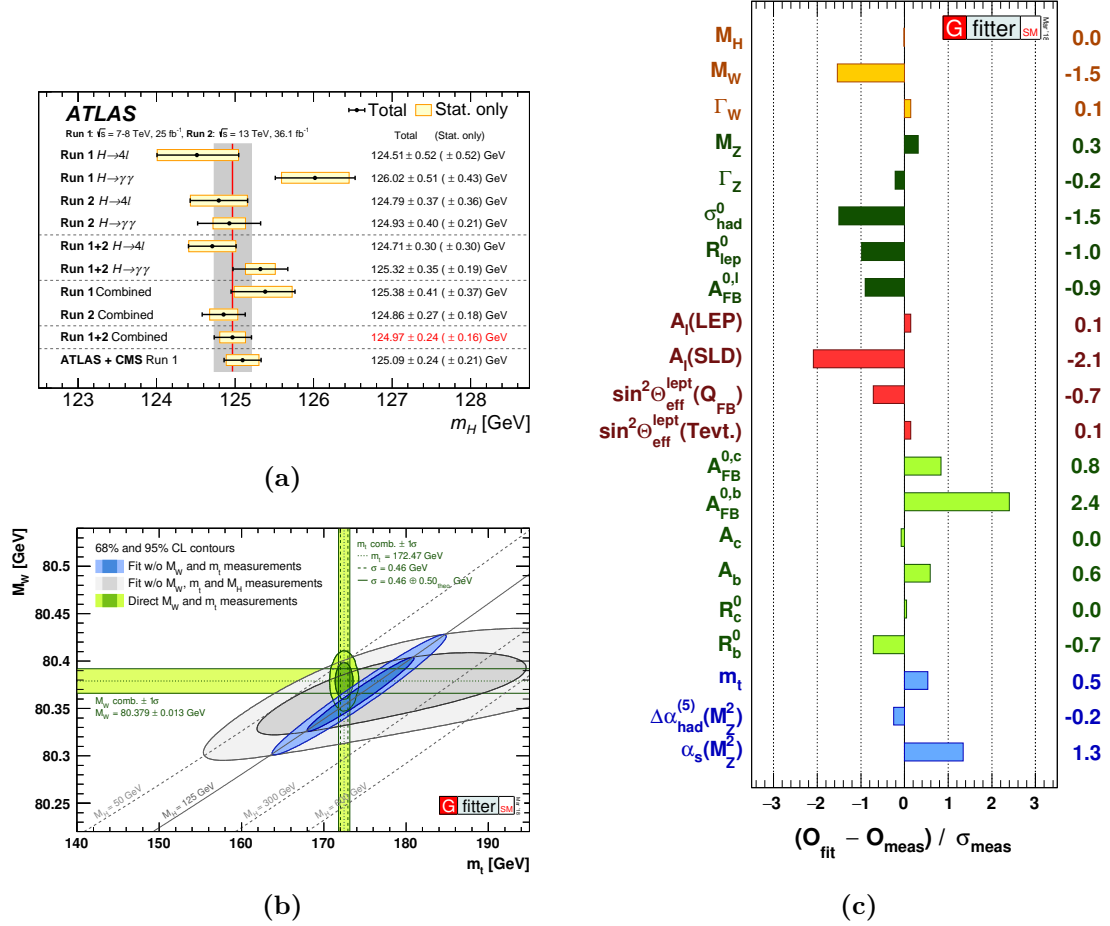 ATLAS
Total Stat. only
Run 1: √s = 7-8 TeV, 25 fb⁻¹, Run 2: √s = 13 TeV, 36.1 fb⁻¹
Total (Stat. only)
Run 1 H→4l 124.51 ± 0.52 ( ± 0.52) GeV
Run 1 H→γγ 126.02 ± 0.51 ( ± 0.43) GeV
Run 2 H→4l 124.79 ± 0.37 ( ± 0.36) GeV
Run 2 H→γγ 124.93 ± 0.40 ( ± 0.21) GeV
Run 1+2 H→4l 124.71 ± 0.30 ( ± 0.30) GeV
Run 1+2 H→γγ 125.32 ± 0.35 ( ± 0.19) GeV
Run 1 Combined 125.38 ± 0.41 ( ± 0.37) GeV
Run 2 Combined 124.86 ± 0.27 ( ± 0.18) GeV
Run 1+2 Combined 124.97 ± 0.24 ( ± 0.16) GeV
ATLAS + CMS Run 1 125.09 ± 0.24 ( ± 0.21) GeV
123 124 125 126 127 128
m_H [GeV]
(a)
M_W [GeV]
80.5
80.45
80.4
80.35
80.3
80.25
68% and 95% CL contours
Fit w/o M_W and m_t measurements
Fit w/o M_W, m_t and M_H measurements
Direct M_W and m_t measurements
m_t comb. ± 1σ
m_t = 172.47 GeV
σ = 0.46 GeV
σ = 0.46 ⊕ 0.50_theo. GeV
M_W comb. ± 1σ
M_W = 80.379 ± 0.013 GeV
M_H = 50 GeV
M_H = 125 GeV
M_H = 300 GeV
G fitter SM
Mar '18
140 150 160 170 180 190
m_t [GeV]
(b)
G fitter SM
Mar '18
M_H 0.0
M_W -1.5
Γ_W 0.1
M_Z 0.3
Γ_Z -0.2
σ⁰_had -1.5
R⁰_lep -1.0
A^0,l_FB -0.9
A_l(LEP) 0.1
A_l(SLD) -2.1
sin²Θ^lept_eff(Q_FB) -0.7
sin²Θ^lept_eff(Tevt.) 0.1
A^0,c_FB 0.8
A^0,b_FB 2.4
A_c 0.0
A_b 0.6
R⁰_c 0.0
R⁰_b -0.7
m_t 0.5
Δα^(5)_had(M²_Z) -0.2
α_s(M²_Z) 1.3
−3 −2 −1 0 1 2 3
(O_fit − O_meas) / σ_meas
(c)